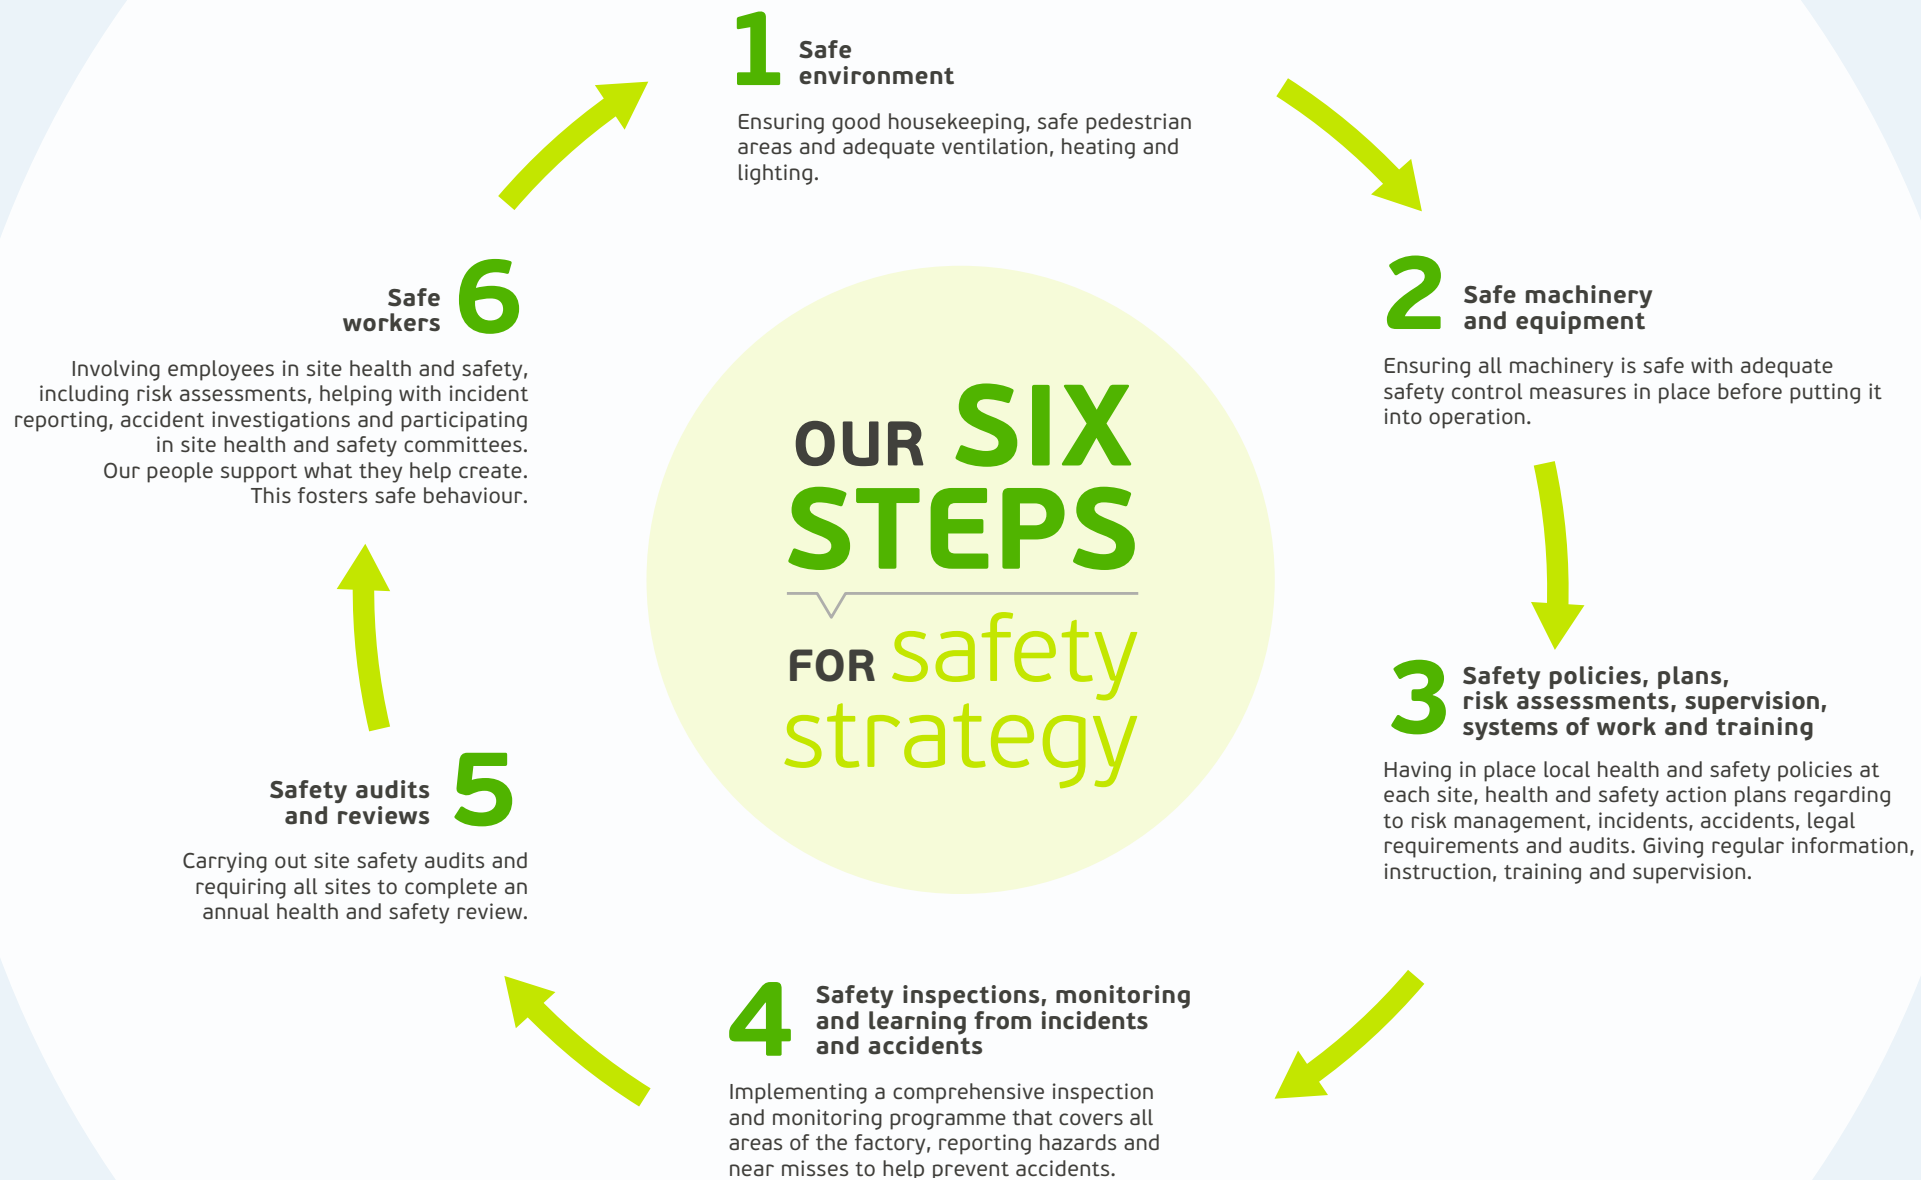 1
Safe
environment
Ensuring good housekeeping, safe pedestrian
areas and adequate ventilation, heating and
lighting.
2
Safe machinery
and equipment
Ensuring all machinery is safe with adequate
safety control measures in place before putting it
into operation.
3
Safety policies, plans,
risk assessments, supervision,
systems of work and training
Having in place local health and safety policies at
each site, health and safety action plans regarding
to risk management, incidents, accidents, legal
requirements and audits. Giving regular information,
instruction, training and supervision.
4
Safety inspections, monitoring
and learning from incidents
and accidents
Implementing a comprehensive inspection
and monitoring programme that covers all
areas of the factory, reporting hazards and
near misses to help prevent accidents.
5
Safety audits
and reviews
Carrying out site safety audits and
requiring all sites to complete an
annual health and safety review.
6
Safe
workers
Involving employees in site health and safety,
including risk assessments, helping with incident
reporting, accident investigations and participating
in site health and safety committees.
Our people support what they help create.
This fosters safe behaviour.
OUR SIX
STEPS
FOR safety
strategy